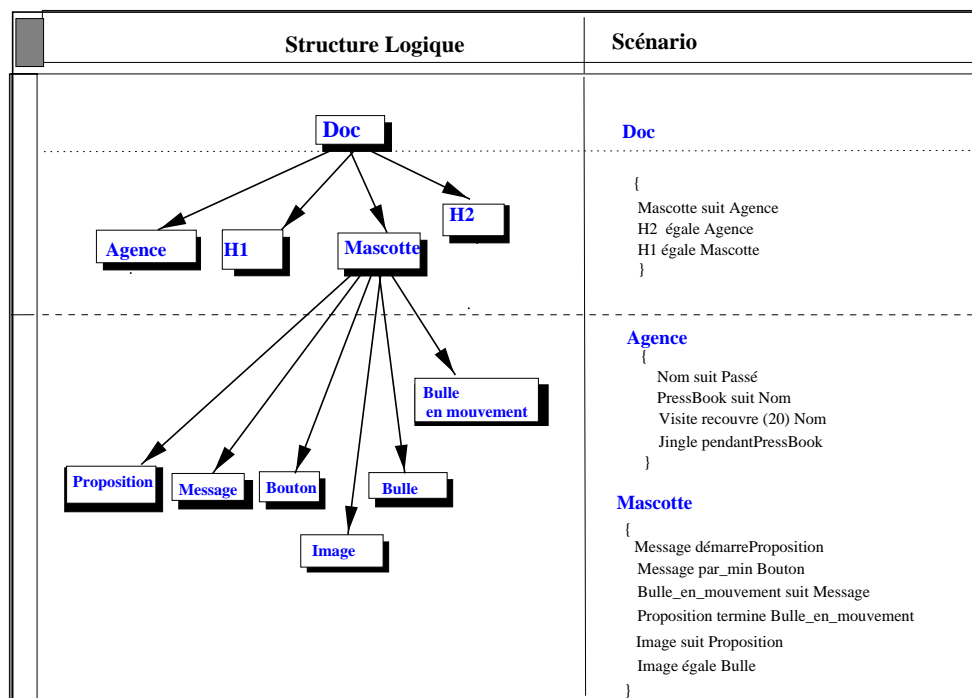 Structure Logique
Scénario
Doc
Agence
H1
Mascotte
H2
Bulle
en mouvement
Proposition
Message
Bouton
Bulle
Image
Doc
{
Mascotte suit Agence
H2 égale Agence
H1 égale Mascotte
}
Agence
{
Nom suit Passé
PressBook suit Nom
Visite recouvre (20) Nom
Jingle pendantPressBook
}
Mascotte
{
Message démarreProposition
Message par_min Bouton
Bulle_en_mouvement suit Message
Proposition termine Bulle_en_mouvement
Image suit Proposition
Image égale Bulle
}